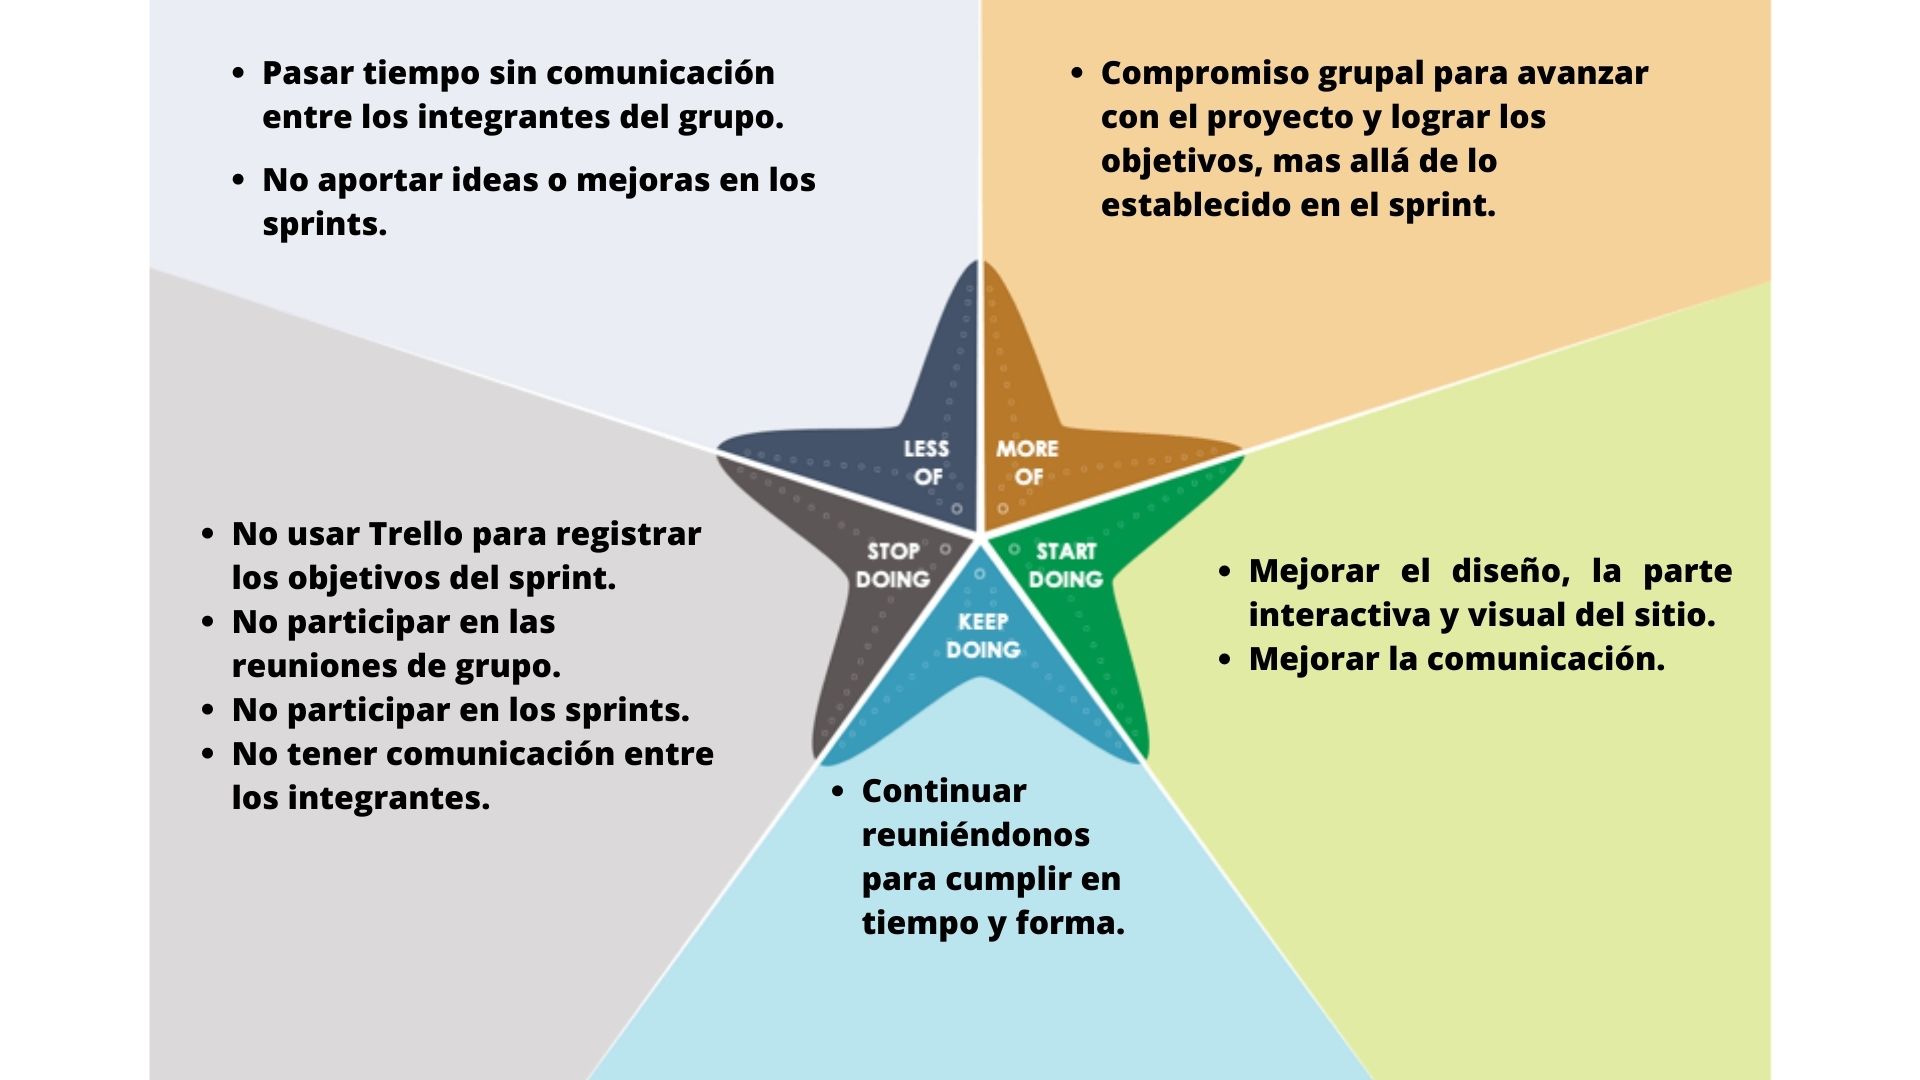 • Pasar tiempo sin comunicación
entre los integrantes del grupo.
• No aportar ideas o mejoras en los
sprints.
• Compromiso grupal para avanzar
con el proyecto y lograr los
objetivos, mas allá de lo
establecido en el sprint.
LESS
OF
MORE
OF
STOP
DOING
START
DOING
KEEP
DOING
• No usar Trello para registrar
los objetivos del sprint.
• No participar en las
reuniones de grupo.
• No participar en los sprints.
• No tener comunicación entre
los integrantes.
• Mejorar el diseño, la parte
interactiva y visual del sitio.
• Mejorar la comunicación.
• Continuar
reuniéndonos
para cumplir en
tiempo y forma.